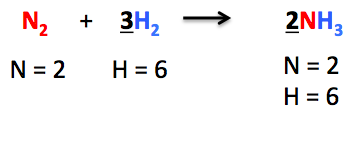 N₂ + 3H₂ → 2NH₃
N = 2 H = 6 N = 2
H = 6